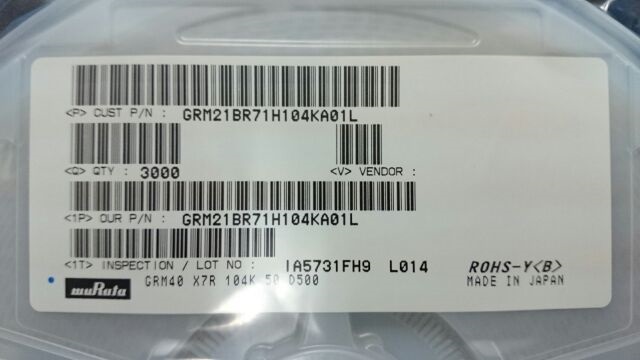 <P> CUST P/N : GRM21BR71H104KA01L
<Q> QTY : 3000 <V> VENDOR :
<1P> OUR P/N : GRM21BR71H104KA01L
<1T> INSPECTION / LOT NO : IA5731FH9 L014 ROHS-Y<B>
muRata GRM40 X7R 104K 50 D500 MADE IN JAPAN